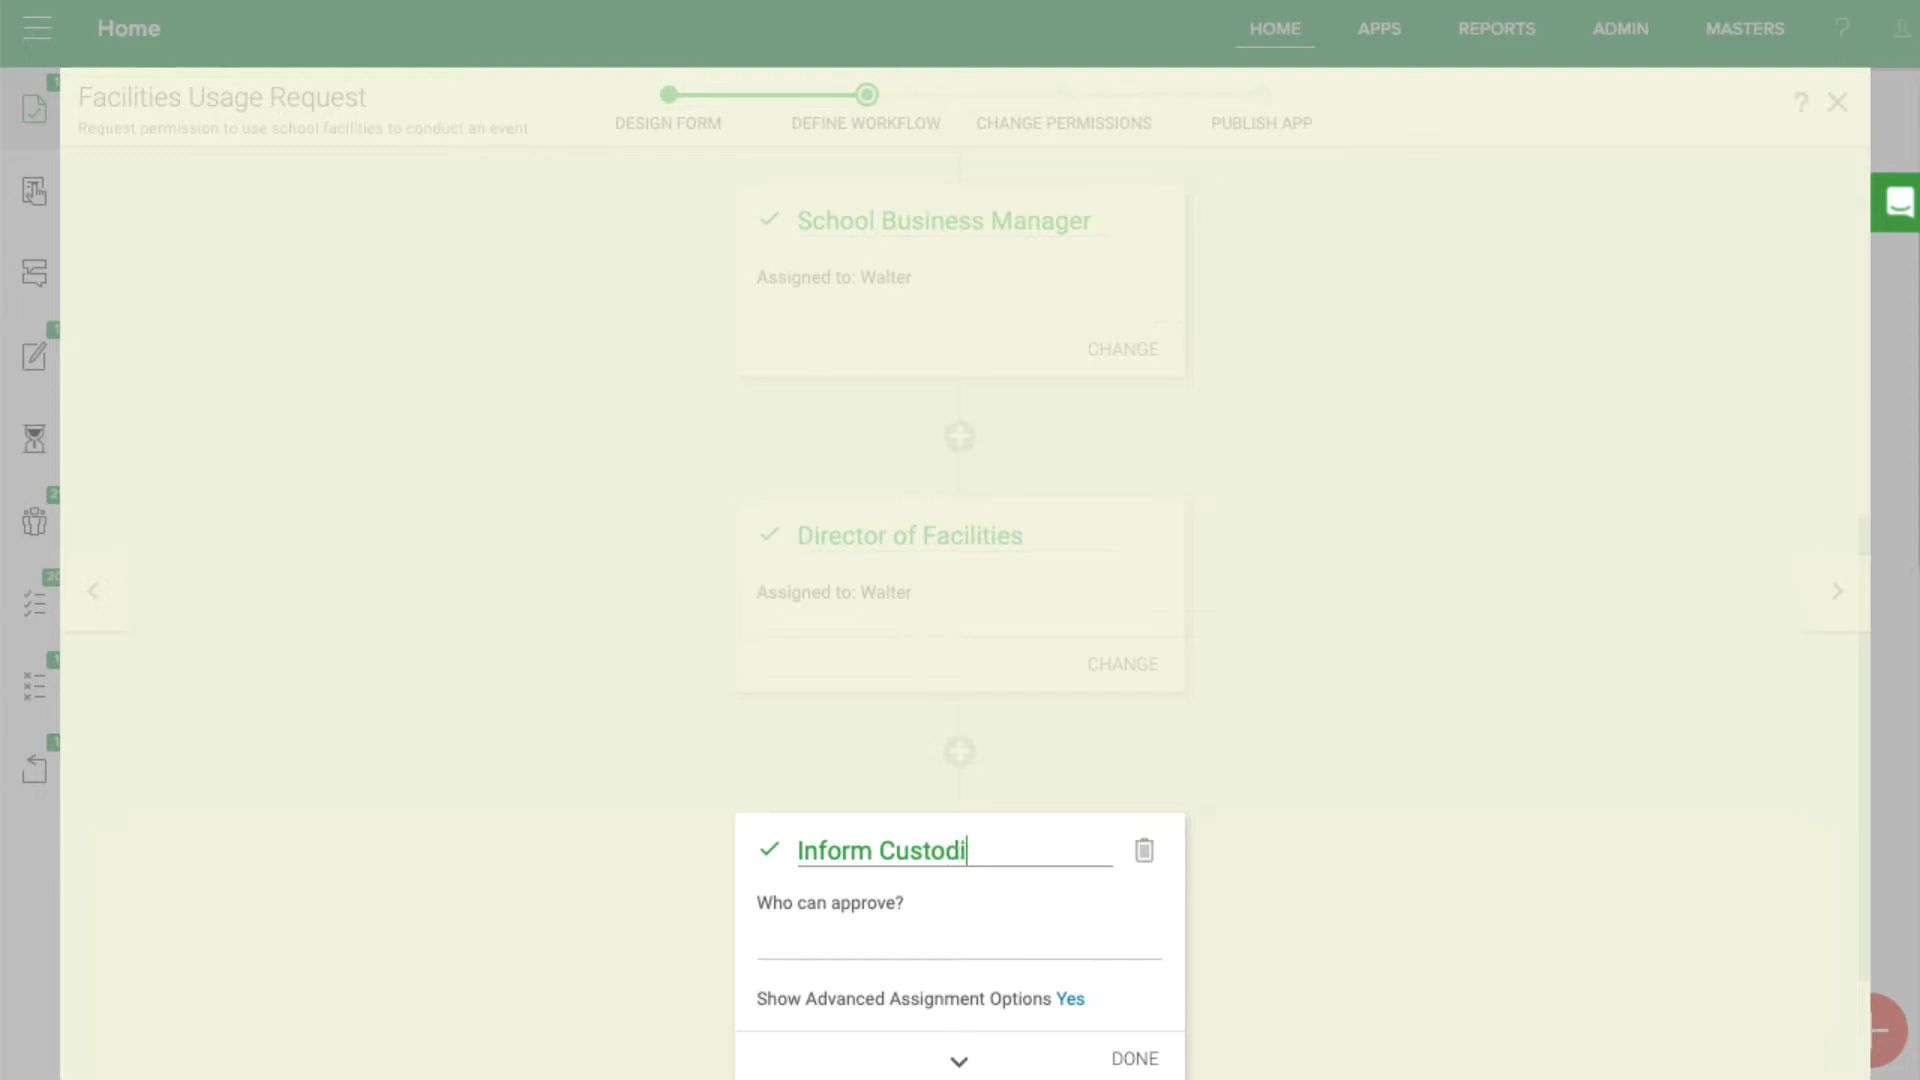 Home
HOME
APPS
REPORTS
ADMIN
MASTERS
?
Facilities Usage Request
Request permission to use school facilities to conduct an event
DESIGN FORM
DEFINE WORKFLOW
CHANGE PERMISSIONS
PUBLISH APP
?
School Business Manager
Assigned to: Walter
CHANGE
Director of Facilities
Assigned to: Walter
CHANGE
Inform Custodi
Who can approve?
Show Advanced Assignment Options Yes
DONE